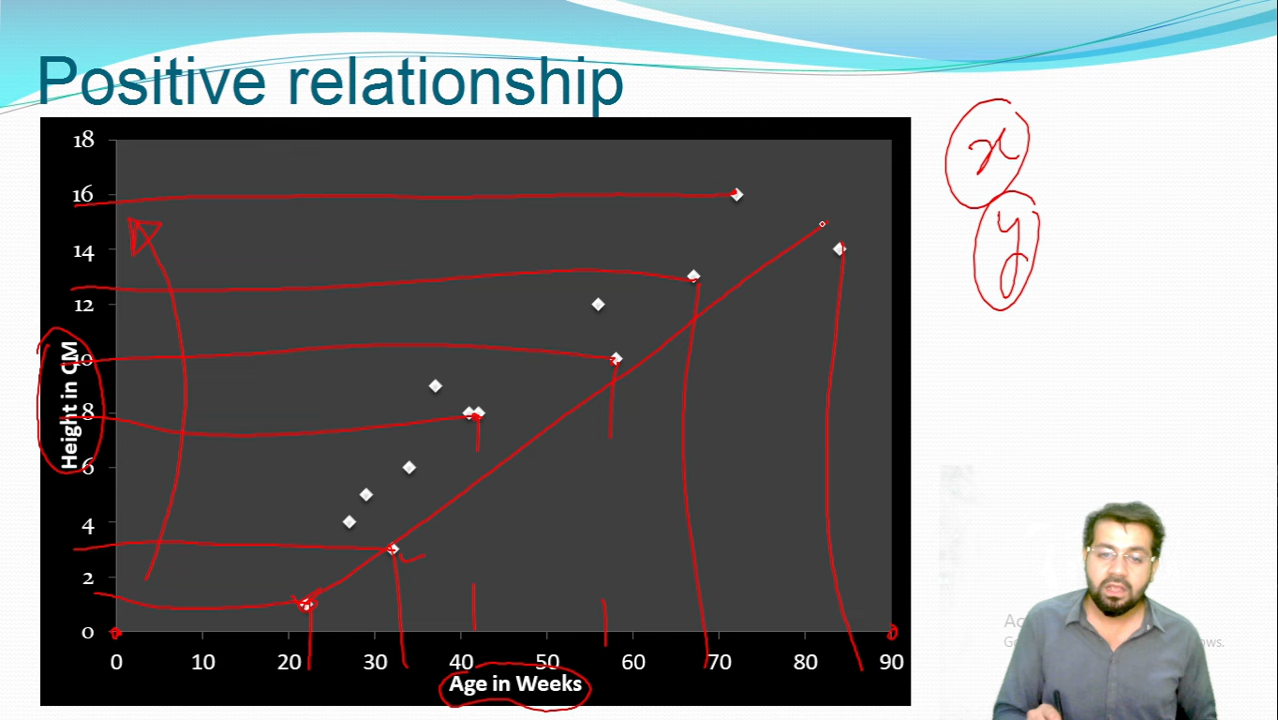 Positive relationship
18
16
14
12
10
8
6
4
2
0
Height in CM
0 10 20 30 40 50 60 70 80 90
Age in Weeks
x
y